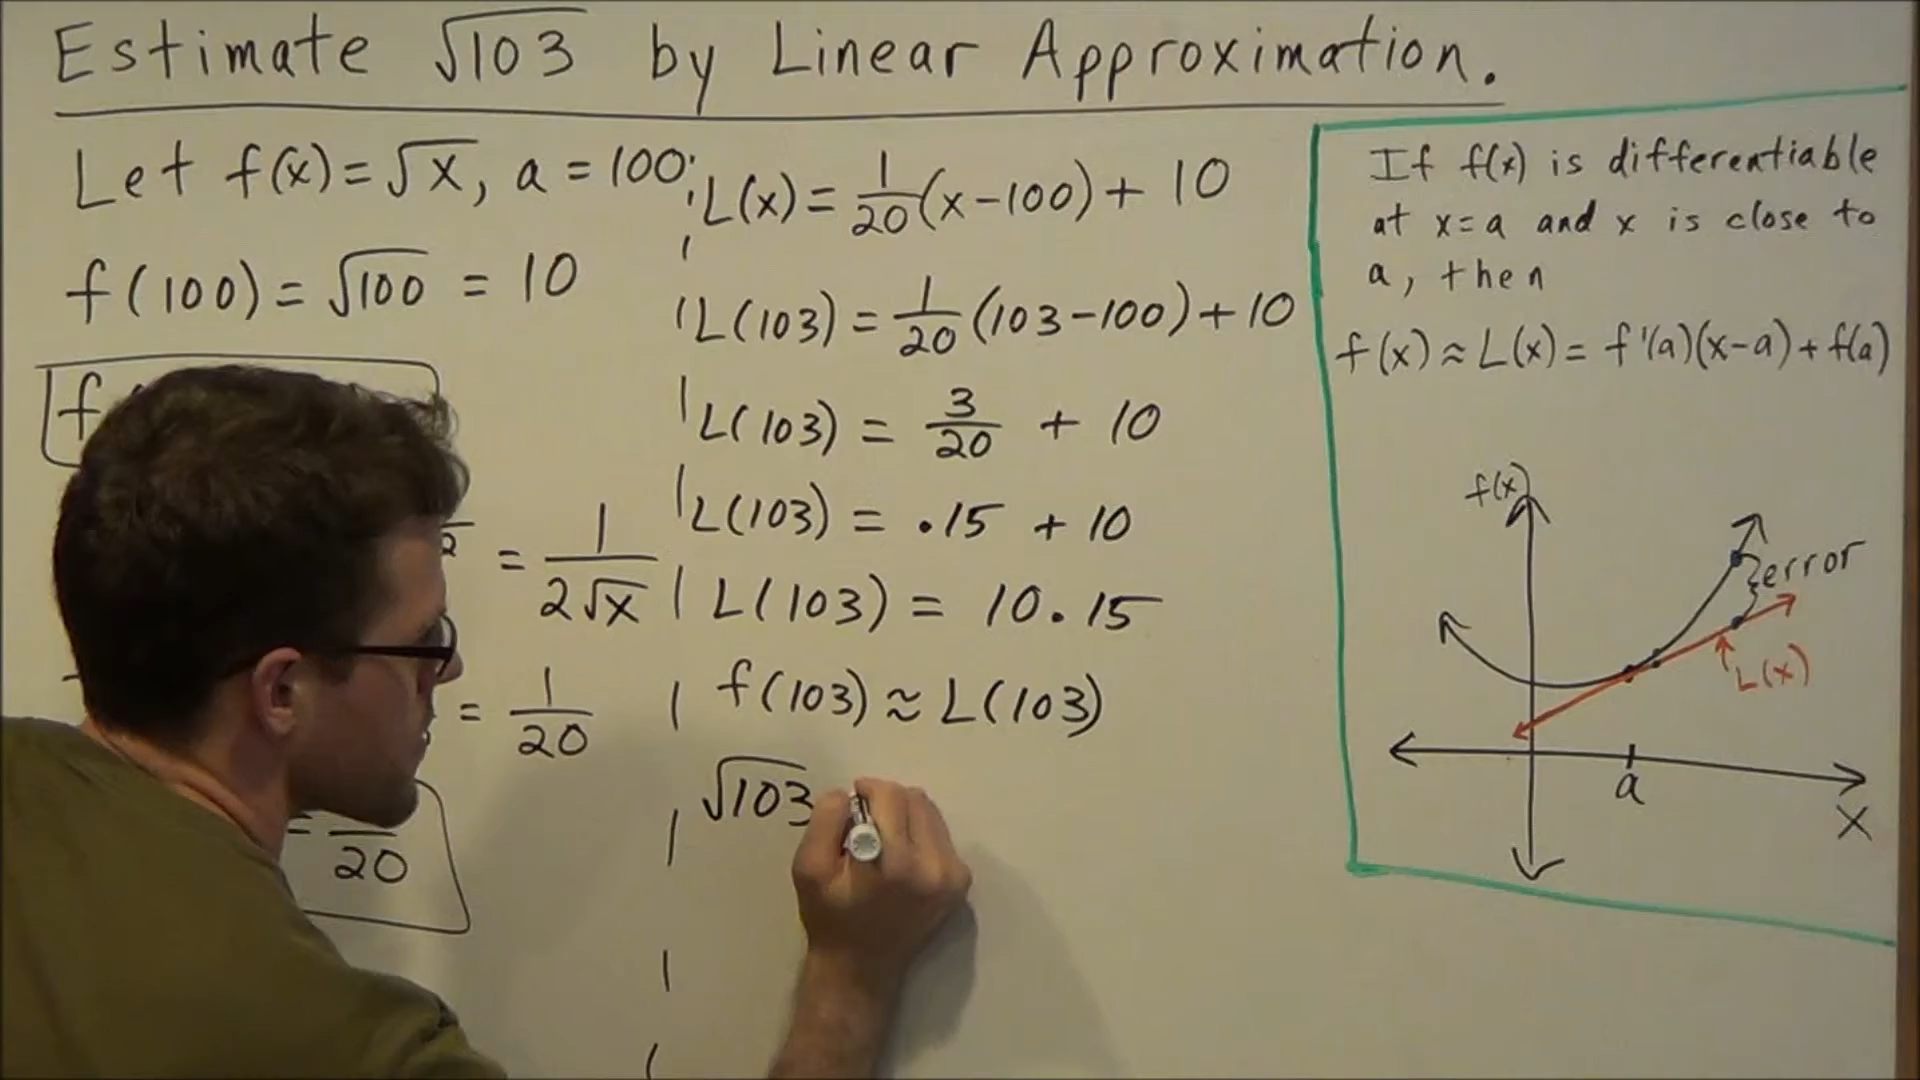 Estimate √103 by Linear Approximation.
Let f(x) = √x, a = 100
f(100) = √100 = 10
f
2 = 1/(2√x)
= 1/20
= /20
L(x) = 1/20 (x-100) + 10
L(103) = 1/20 (103-100) + 10
L(103) = 3/20 + 10
L(103) = .15 + 10
L(103) = 10.15
f(103) ≈ L(103)
√103
If f(x) is differentiable
at x=a and x is close to
a, then
f(x) ≈ L(x) = f'(a)(x-a) + f(a)
f(x)
error
L(x)
a
x